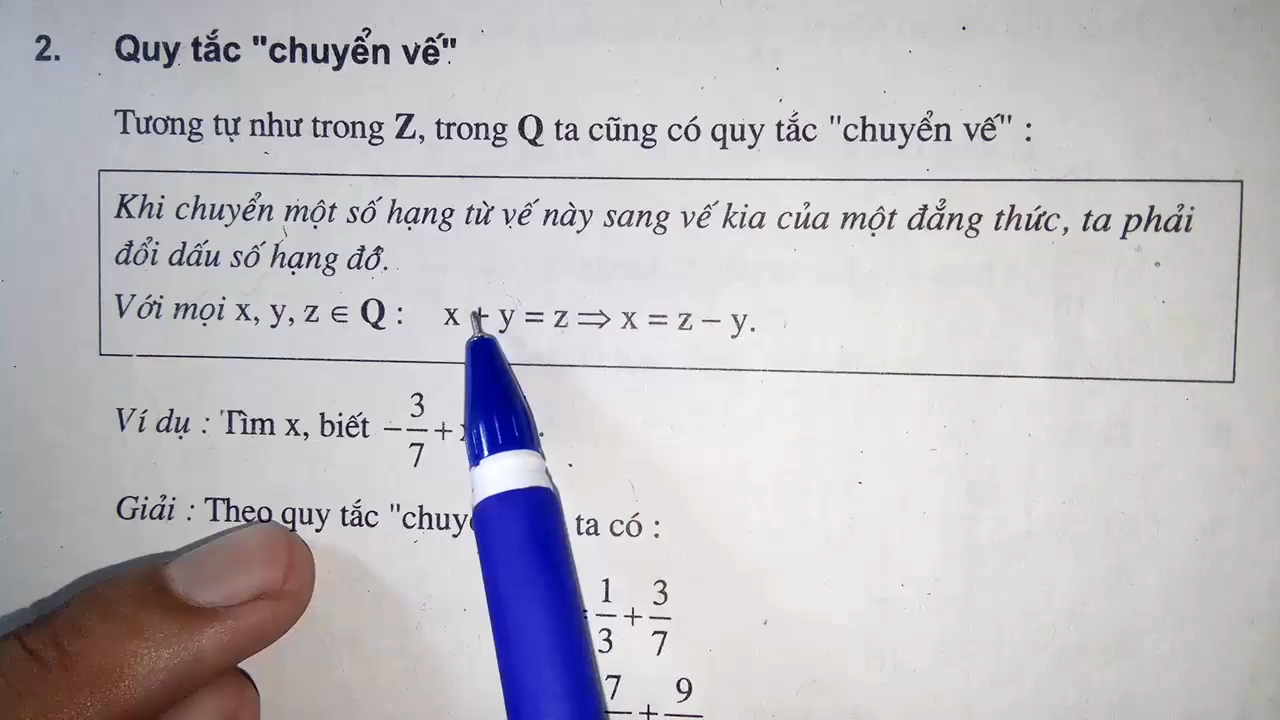 2. Quy tắc "chuyển vế".
Tương tự như trong Z, trong Q ta cũng có quy tắc "chuyển vế" :
Khi chuyển một số hạng từ vế này sang vế kia của một đẳng thức, ta phải
đổi dấu số hạng đó.
Với mọi x, y, z ∈ Q : x + y = z ⇒ x = z − y.
Ví dụ : Tìm x, biết −3/7 +
Giải : Theo quy tắc ta có :
1/3 + 3/7
7 + 9